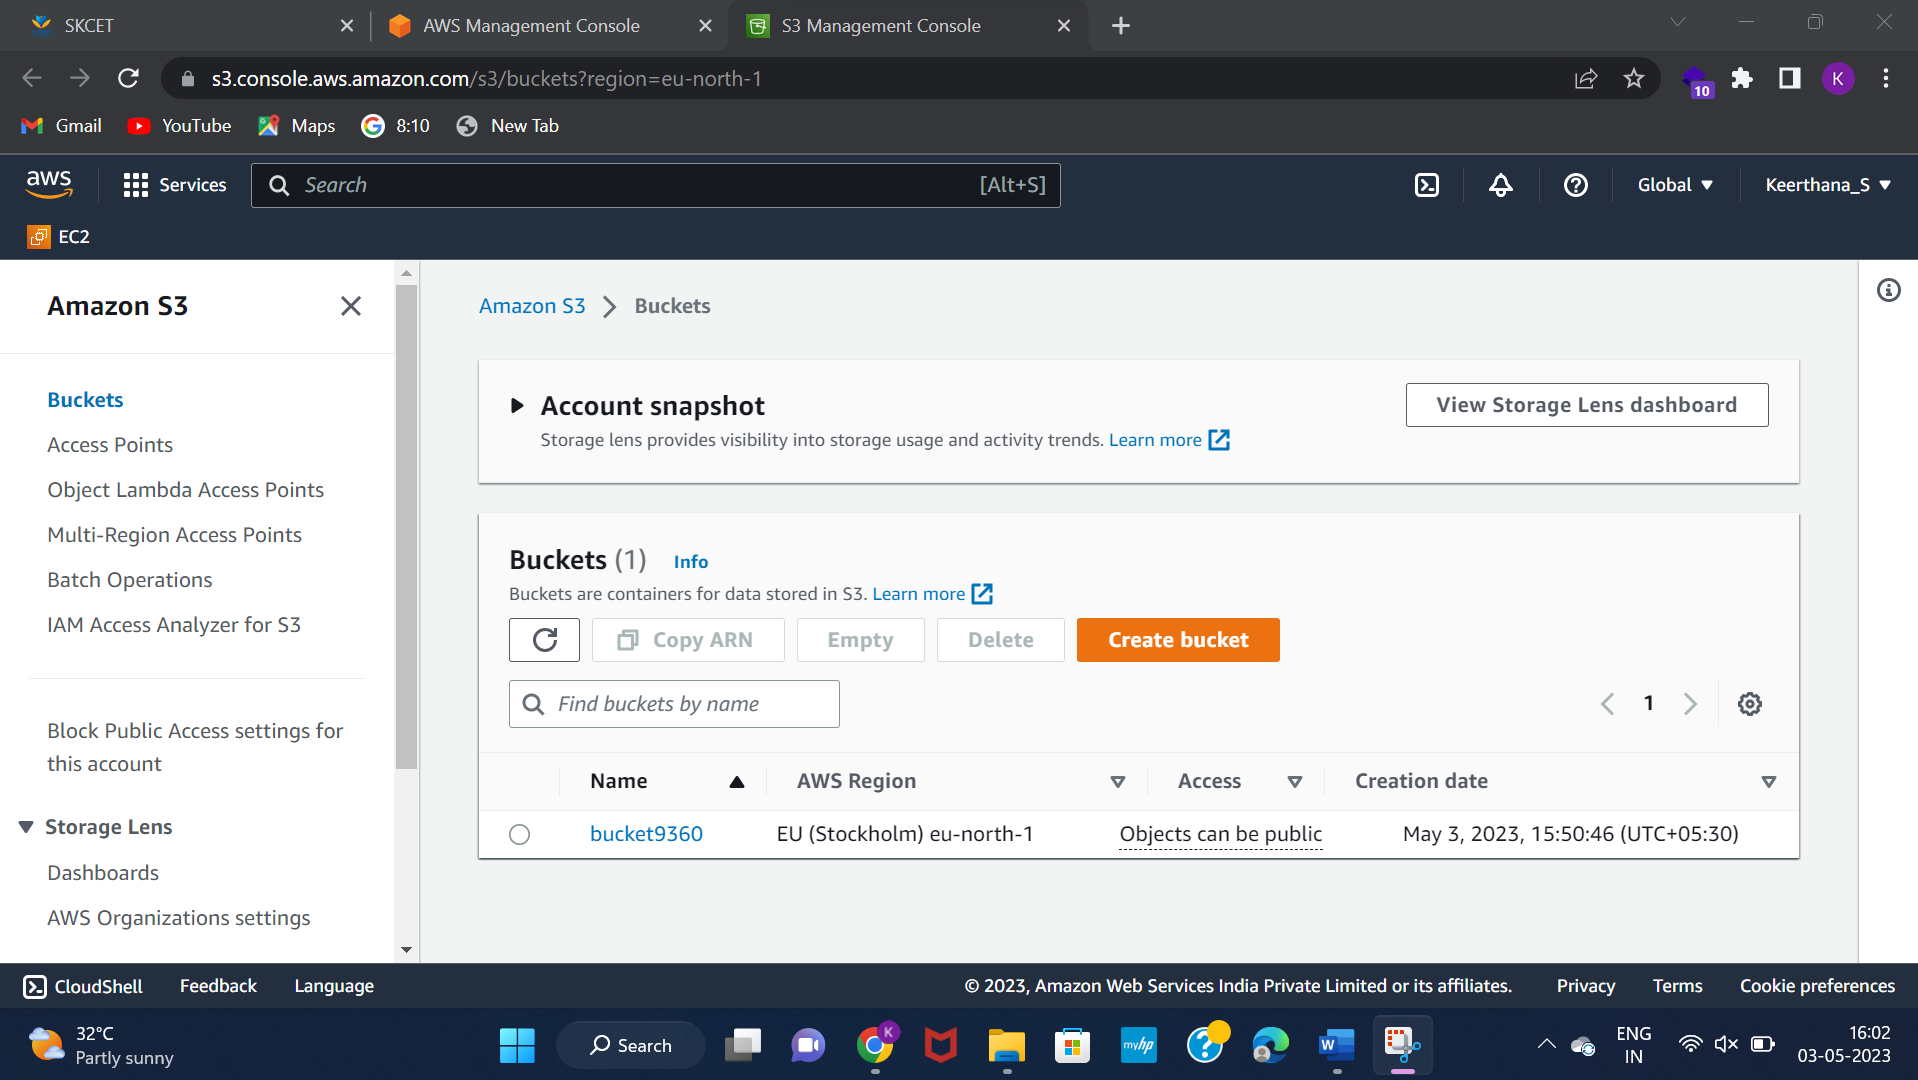 SKCET
AWS Management Console
S3 Management Console
s3.console.aws.amazon.com/s3/buckets?region=eu-north-1
10
K
Gmail
YouTube
Maps
8:10
New Tab
aws
Services
Search
[Alt+S]
Global
Keerthana_S
EC2
Amazon S3
Buckets
Access Points
Object Lambda Access Points
Multi-Region Access Points
Batch Operations
IAM Access Analyzer for S3
Block Public Access settings for
this account
Storage Lens
Dashboards
AWS Organizations settings
Amazon S3 > Buckets
Account snapshot
View Storage Lens dashboard
Storage lens provides visibility into storage usage and activity trends. Learn more
Buckets (1) Info
Buckets are containers for data stored in S3. Learn more
Copy ARN
Empty
Delete
Create bucket
Find buckets by name
1
Name
AWS Region
Access
Creation date
bucket9360
EU (Stockholm) eu-north-1
Objects can be public
May 3, 2023, 15:50:46 (UTC+05:30)
CloudShell
Feedback
Language
© 2023, Amazon Web Services India Private Limited or its affiliates.
Privacy
Terms
Cookie preferences
32°C
Partly sunny
Search
K
myhp
W
ENG
IN
16:02
03-05-2023